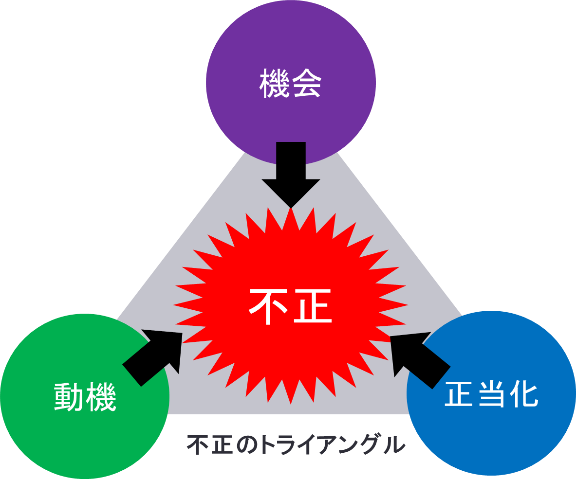 機会
不正
動機
正当化
不正のトライアングル